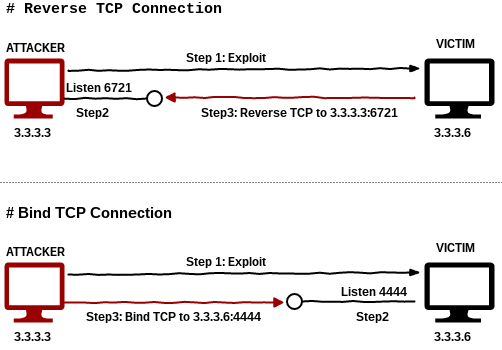 # Reverse TCP Connection
ATTACKER
VICTIM
Step 1: Exploit
Listen 6721
Step2
Step3: Reverse TCP to 3.3.3.3:6721
3.3.3.3
3.3.3.6
# Bind TCP Connection
ATTACKER
VICTIM
Step 1: Exploit
Listen 4444
Step3: Bind TCP to 3.3.3.6:4444
Step2
3.3.3.3
3.3.3.6